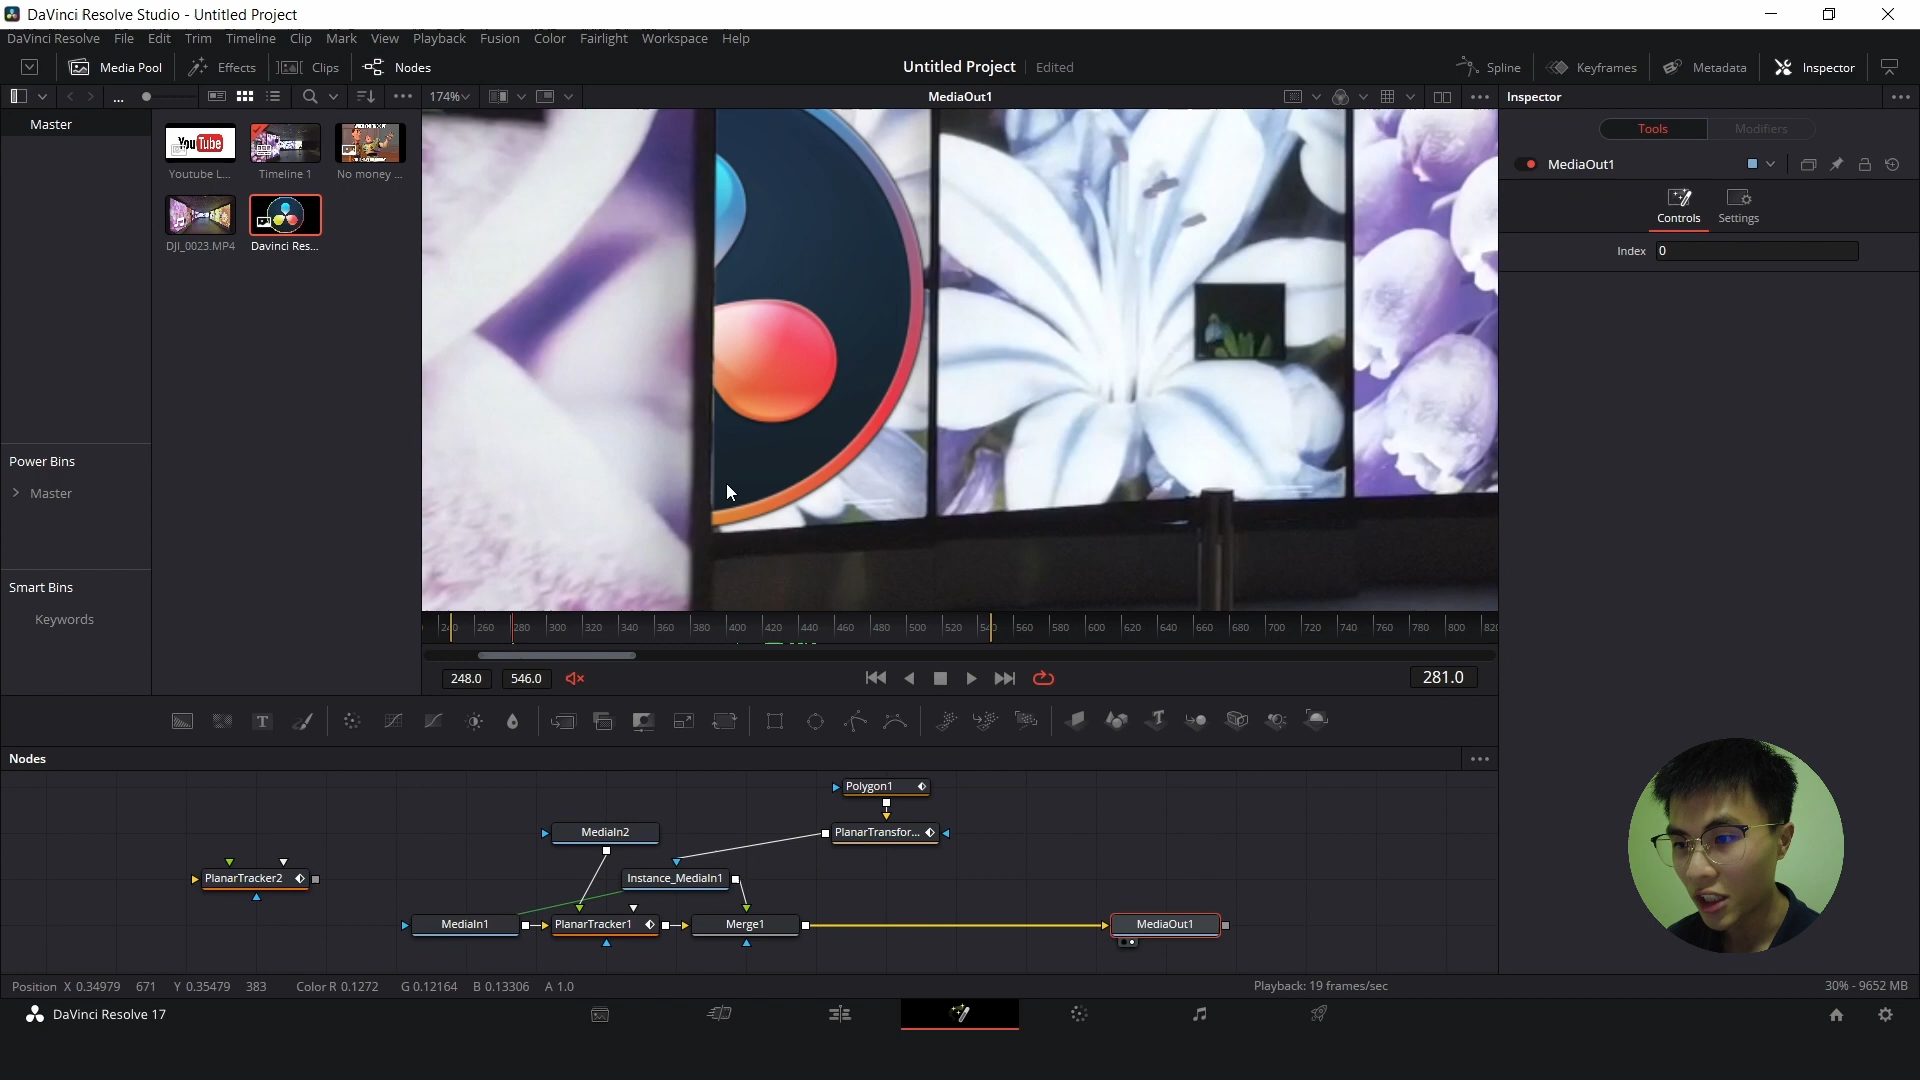 DaVinci Resolve Studio - Untitled Project
DaVinci Resolve File Edit Trim Timeline Clip Mark View Playback Fusion Color Fairlight Workspace Help
Media Pool Effects Clips Nodes Untitled Project Edited Spline Keyframes Metadata Inspector
... 174% MediaOut1 Inspector
Master
YouTube
Youtube L... Timeline 1 No money ...
DJI_0023.MP4 Davinci Res...
Tools Modifiers
MediaOut1
Controls Settings
Index 0
Power Bins
Master
Smart Bins
Keywords
240 260 280 300 320 340 360 380 400 420 440 460 480 500 520 540 560 580 600 620 640 660 680 700 720 740 760 780 800 820
248.0 546.0 281.0
T
Nodes
Polygon1
MediaIn2 PlanarTransfor...
PlanarTracker2 Instance_MediaIn1
MediaIn1 PlanarTracker1 Merge1 MediaOut1
Position X 0.34979 671 Y 0.35479 383 Color R 0.1272 G 0.12164 B 0.13306 A 1.0 Playback: 19 frames/sec 30% - 9652 MB
DaVinci Resolve 17